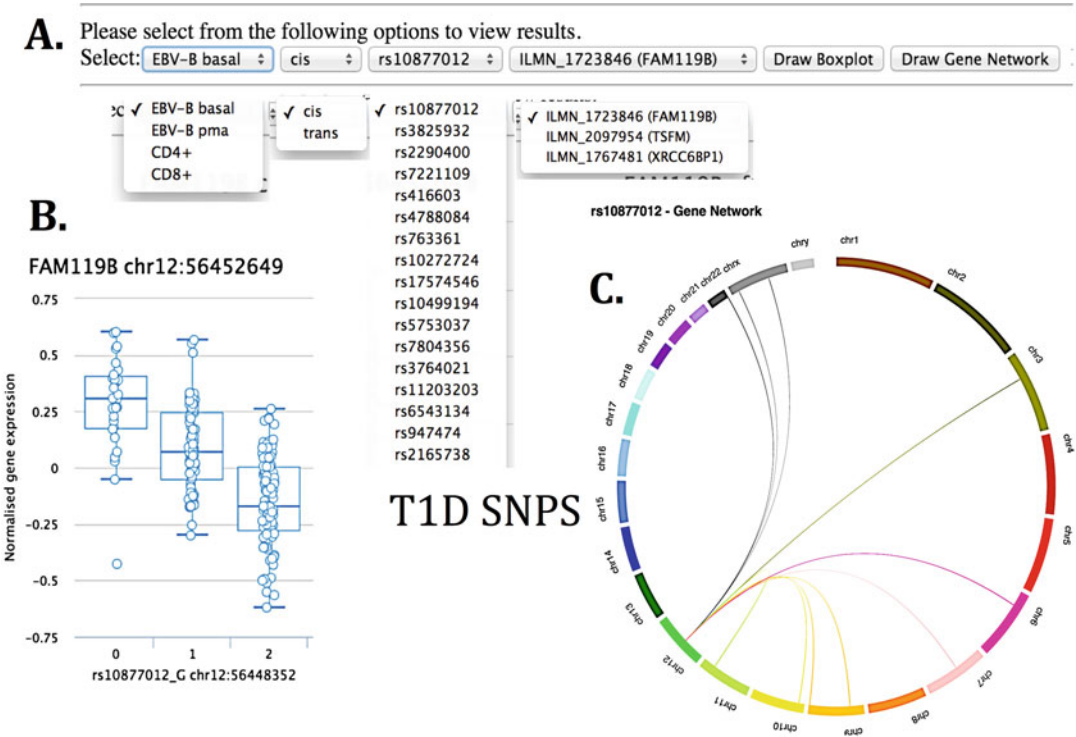 A.
Please select from the following options to view results.
Select: EBV-B basal cis rs10877012 ILMN_1723846 (FAM119B) Draw Boxplot Draw Gene Network
✓ EBV-B basal
EBV-B pma
CD4+
CD8+
✓ cis
trans
✓ rs10877012
rs3825932
rs2290400
rs7221109
rs416603
rs4788084
rs763361
rs10272724
rs17574546
rs10499194
rs5753037
rs7804356
rs3764021
rs11203203
rs6543134
rs947474
rs2165738
✓ ILMN_1723846 (FAM119B)
ILMN_2097954 (TSFM)
ILMN_1767481 (XRCC6BP1)
T1D SNPS
B.
FAM119B chr12:56452649
Normalised gene expression
0.75
0.5
0.25
0
-0.25
-0.5
-0.75
0 1 2
rs10877012_G chr12:56448352
rs10877012 - Gene Network
C.
chr1
chr2
chr3
chr4
chr5
chr6
chr7
chr8
chr9
chr10
chr11
chr12
chr13
chr14
chr15
chr16
chr17
chr18
chr19
chr20
chr21
chr22
chrx
chry